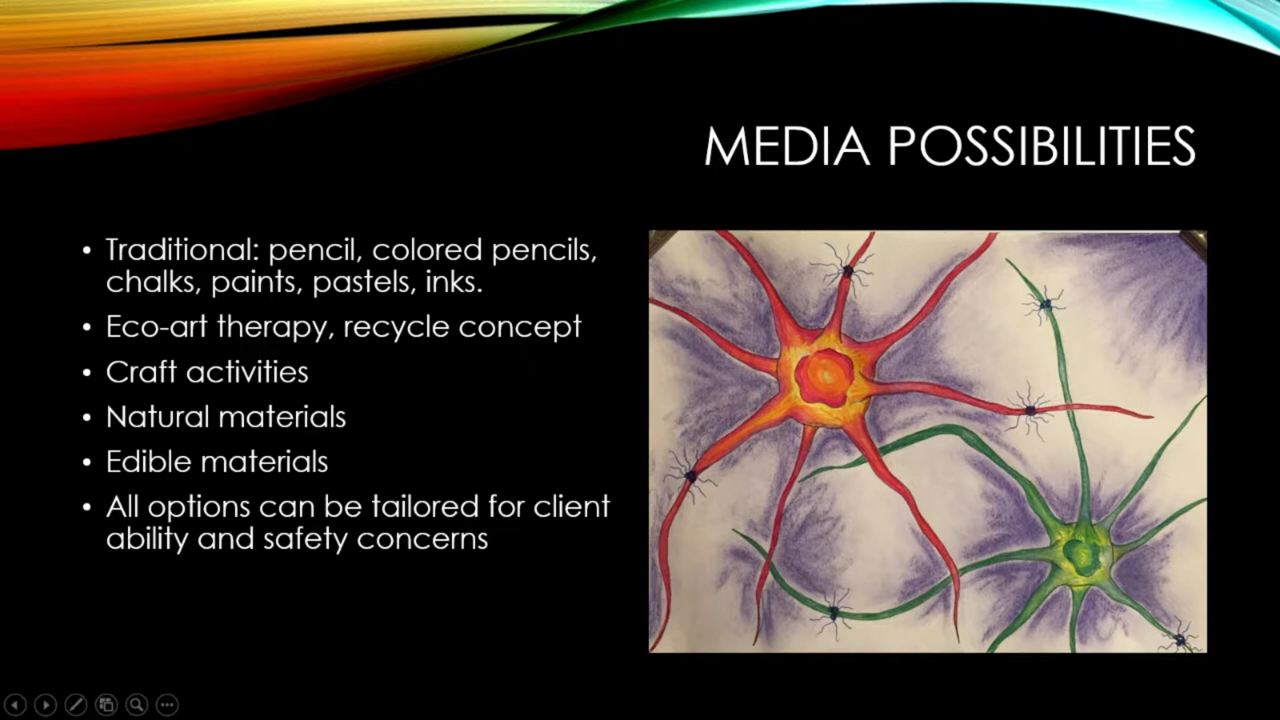 MEDIA POSSIBILITIES
• Traditional: pencil, colored pencils,
chalks, paints, pastels, inks.
• Eco-art therapy, recycle concept
• Craft activities
• Natural materials
• Edible materials
• All options can be tailored for client
ability and safety concerns